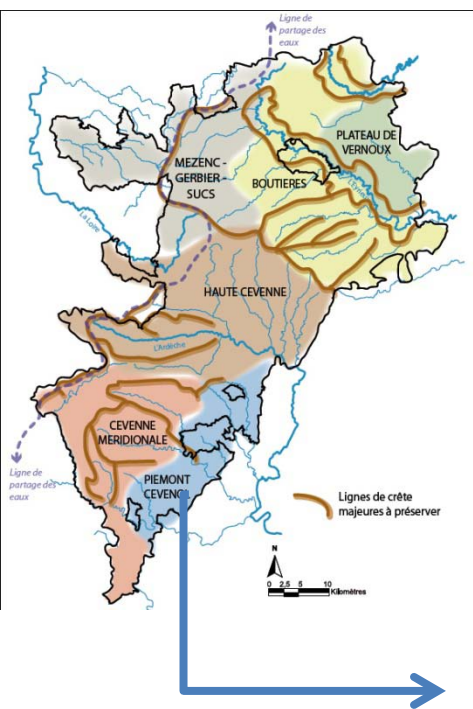 Ligne de
partage des
eaux
PLATEAU DE
VERNOUX
MEZENC -
GERBIER
SUCS
BOUTIERES
L'Eyrieux
La Loire
HAUTE CEVENNE
L'Ardèche
CEVENNE
MERIDIONALE
Ligne de
partage des
eaux
PIEMONT
Lignes de crête
majeures à préserver
N
0 2,5 5 10
Kilomètres